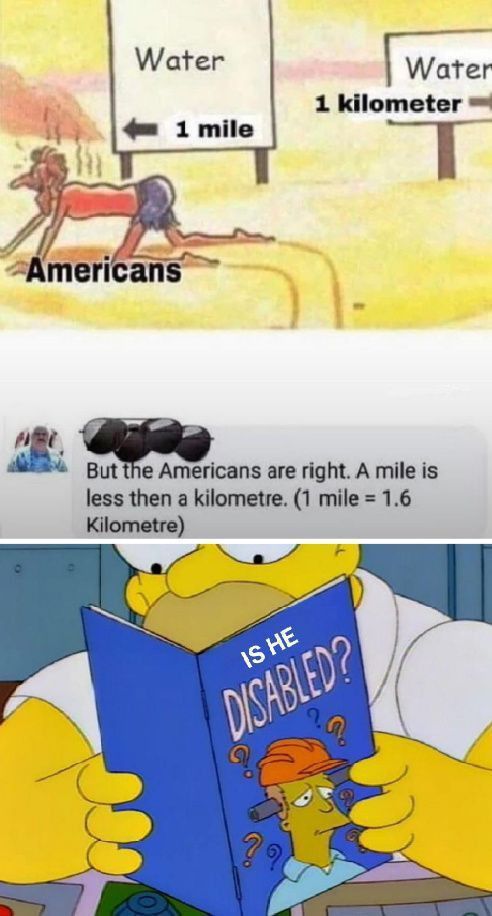 Water
1 mile
Water
1 kilometer
Americans
But the Americans are right. A mile is
less then a kilometre. (1 mile = 1.6
Kilometre)
IS HE
DISABLED?